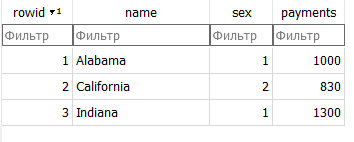 rowid ▼1 name sex payments
Фильтр Фильтр Фильтр Фильтр
1 Alabama 1 1000
2 California 2 830
3 Indiana 1 1300